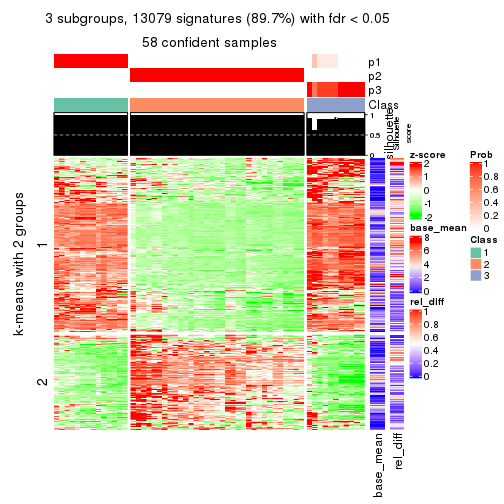 3 subgroups, 13079 signatures (89.7%) with fdr < 0.05
58 confident samples
p1
p2
p3
Class
silhouette
Silhouette
score
1
0.5
0
k-means with 2 groups
1
2
base_mean
rel_diff
z-score
2
1
0
-1
-2
base_mean
8
6
4
2
0
rel_diff
1
0.8
0.6
0.4
0.2
0
Prob
1
0.8
0.6
0.4
0.2
0
Class
1
2
3